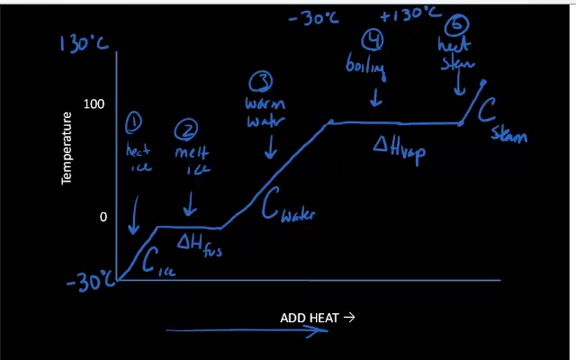 -30°C +130°C
130°C
④
boiling
⑤
heat
steam
③
warm
water
100
①
heat
ice
②
melt
ice
Temperature
C steam
ΔHvap
C water
0
ΔHfus
C ice
-30°C
ADD HEAT →